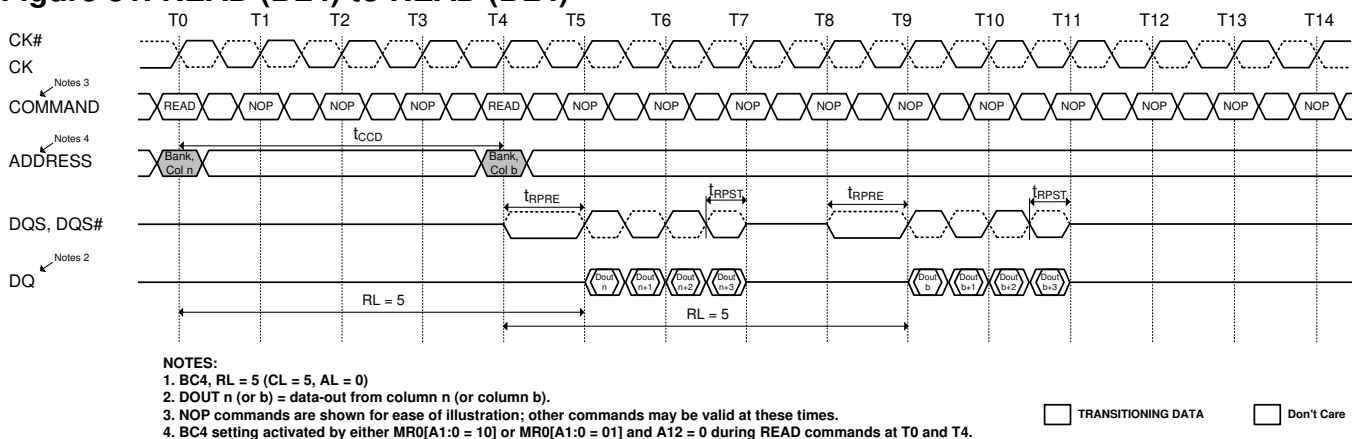 T0 T1 T2 T3 T4 T5 T6 T7 T8 T9 T10 T11 T12 T13 T14
CK#
CK
Notes 3
COMMAND READ NOP NOP NOP READ NOP NOP NOP NOP NOP NOP NOP NOP NOP NOP
Notes 4
tCCD
ADDRESS
Bank, Col n
Bank, Col b
tRPRE tRPST tRPRE tRPST
DQS, DQS#
Notes 2
DQ
Dout n
Dout n+1
Dout n+2
Dout n+3
Dout b
Dout b+1
Dout b+2
Dout b+3
RL = 5
RL = 5
NOTES:
1. BC4, RL = 5 (CL = 5, AL = 0)
2. DOUT n (or b) = data-out from column n (or column b).
3. NOP commands are shown for ease of illustration; other commands may be valid at these times.
4. BC4 setting activated by either MR0[A1:0 = 10] or MR0[A1:0 = 01] and A12 = 0 during READ commands at T0 and T4.
TRANSITIONING DATA
Don't Care